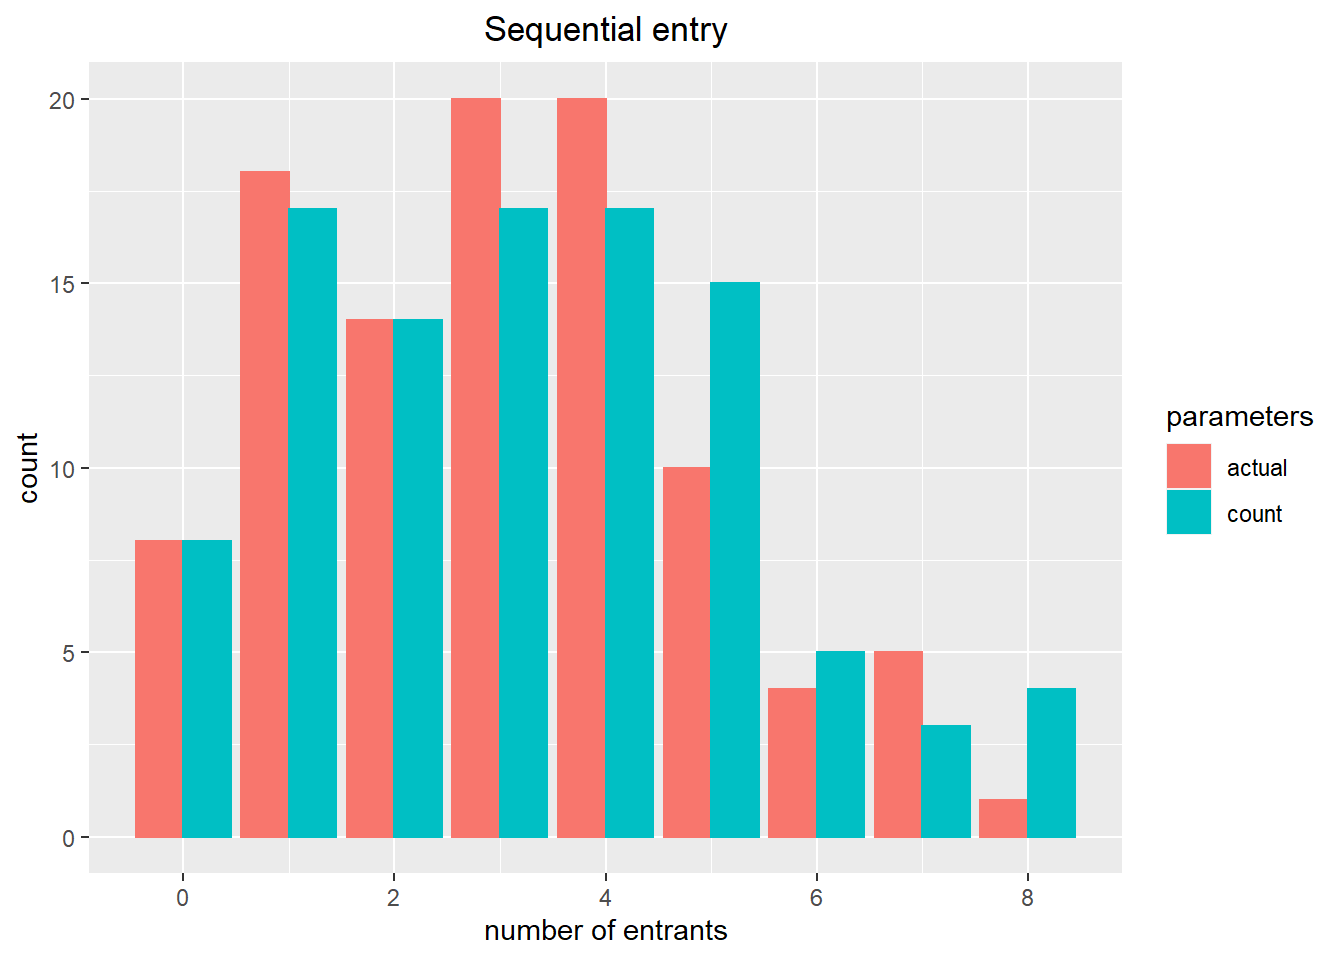 Sequential entry
20
15
10
5
0
count
0 2 4 6 8
number of entrants
parameters
actual
count